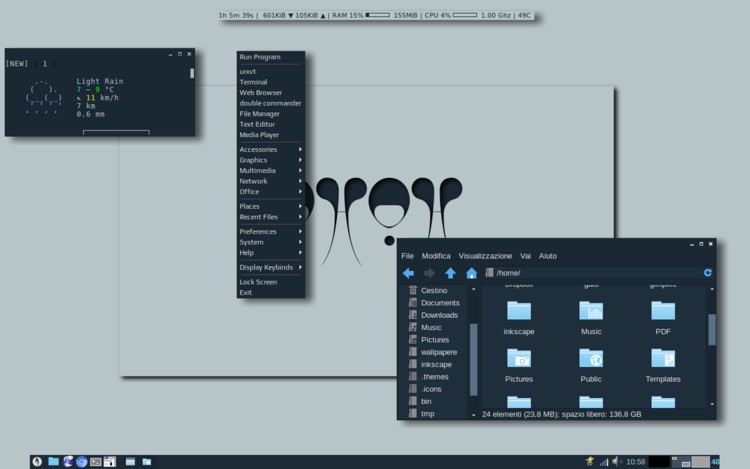 1h 5m 39s | 601KiB ▼ 105KiB ▲ | RAM 15% 155MiB | CPU 4% 1.00 Ghz | 49C
[NEW] | 1 |
Light Rain
7 – 9 °C
↖ 11 km/h
7 km
0.6 mm
Run Program
urxvt
Terminal
Web Browser
double commander
File Manager
Text Editor
Media Player
Accessories
Graphics
Multimedia
Network
Office
Places
Recent Files
Preferences
System
Help
Display Keybinds
Lock Screen
Exit
File Modifica Visualizzazione Vai Aiuto
/home/
Cestino
Documents
Downloads
Music
Pictures
wallpapere
inkscape
.themes
.icons
bin
tmp
inkscape Music PDF
Pictures Public Templates
24 elementi (23,8 MB); spazio libero: 136,8 GB
10:58
48